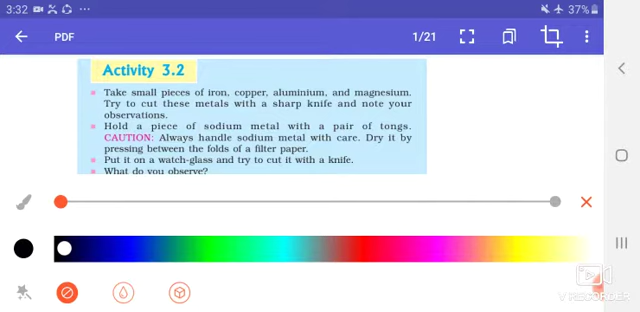 3:32
37%
PDF
1/21
Activity 3.2
Take small pieces of iron, copper, aluminium, and magnesium.
Try to cut these metals with a sharp knife and note your
observations.
Hold a piece of sodium metal with a pair of tongs.
CAUTION: Always handle sodium metal with care. Dry it by
pressing between the folds of a filter paper.
Put it on a watch-glass and try to cut it with a knife.
What do you observe?
V RECORDER